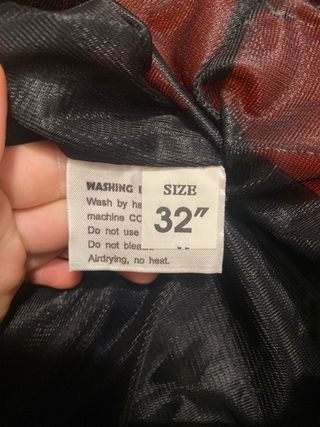 WASHING
SIZE
32"
Wash by
machine
Do not use
Do not
Airdrying, no heat.